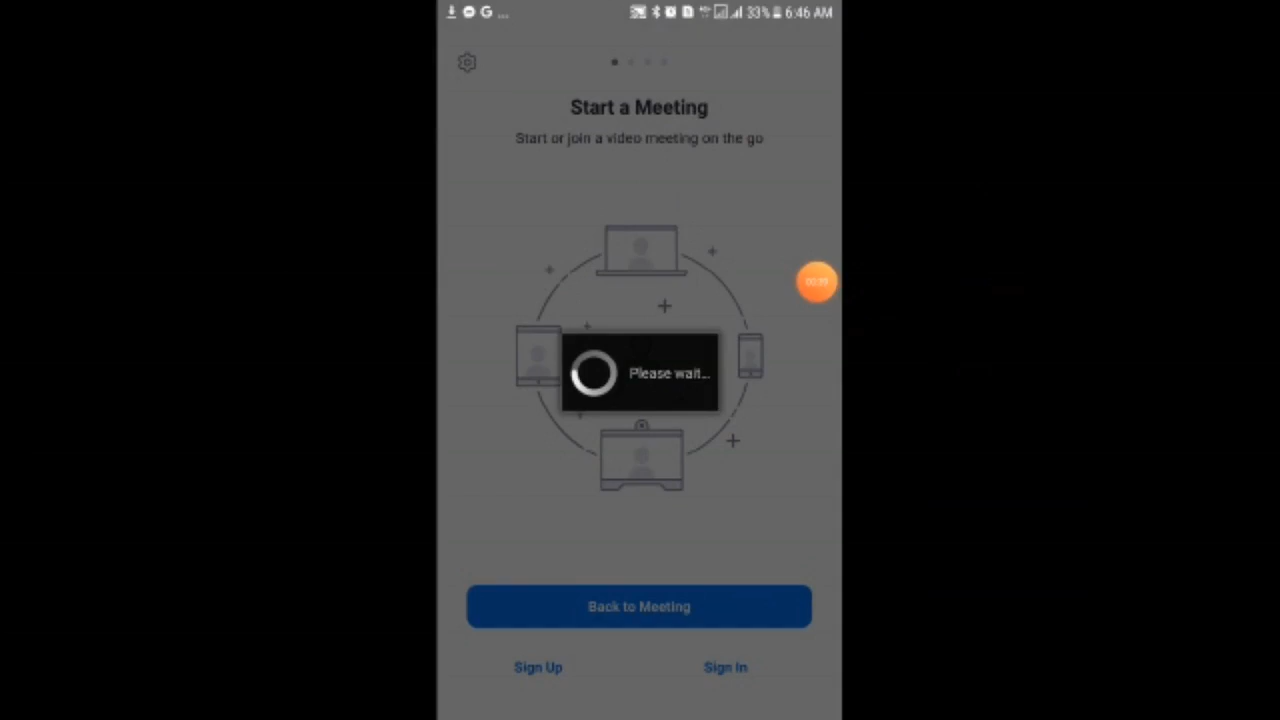 G ... 33% 6:46 AM
Start a Meeting
Start or join a video meeting on the go
Please wait...
Back to Meeting
Sign Up Sign In